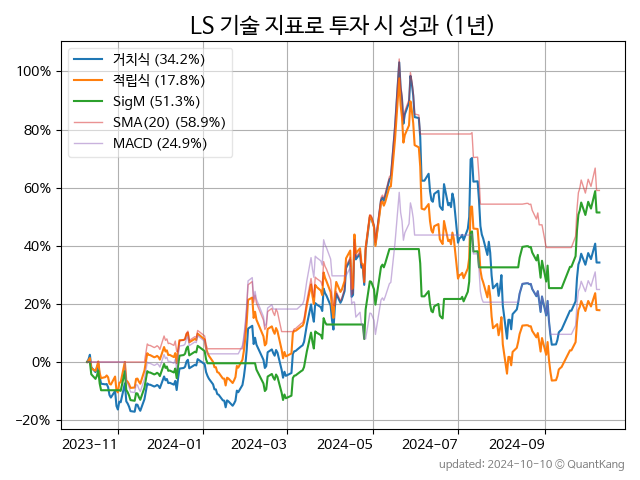 LS 기술 지표로 투자 시 성과 (1년)
거치식 (34.2%)
적립식 (17.8%)
SigM (51.3%)
SMA(20) (58.9%)
MACD (24.9%)
100%
80%
60%
40%
20%
0%
−20%
2023−11
2024−01
2024−03
2024−05
2024−07
2024−09
updated: 2024-10-10 © QuantKang